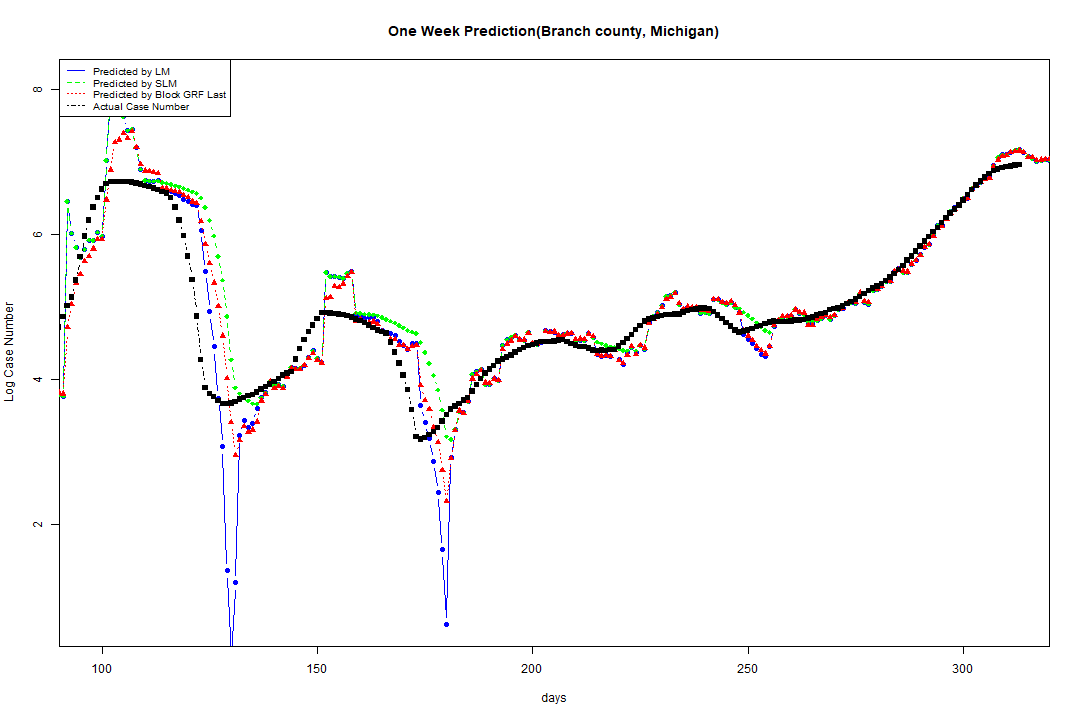 One Week Prediction(Branch county, Michigan)
Predicted by LM
Predicted by SLM
Predicted by Block GRF Last
Actual Case Number
8
6
4
2
Log Case Number
100 150 200 250 300
days